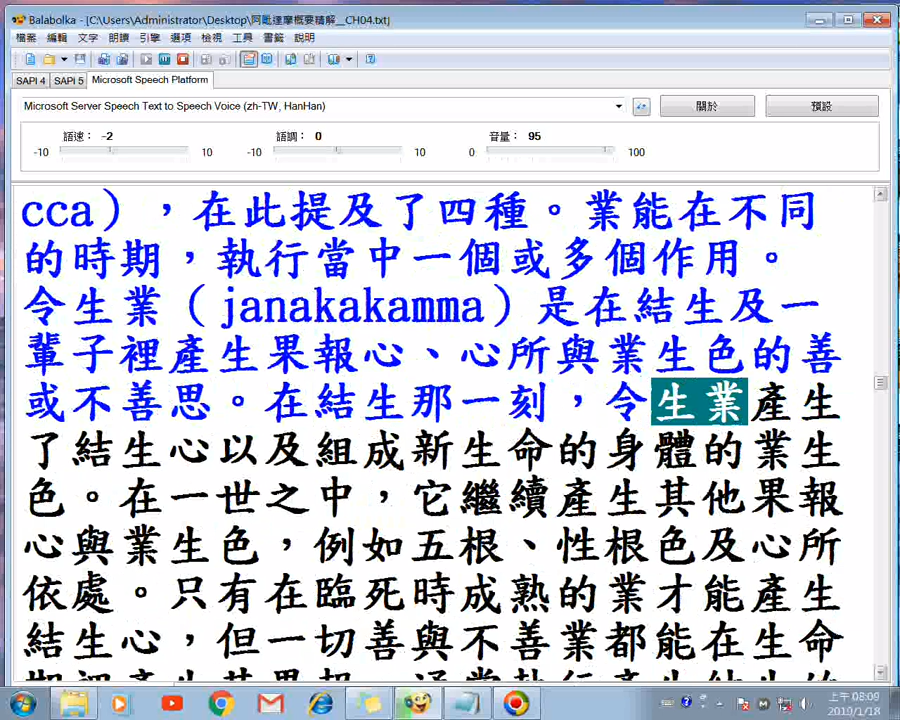 Balabolka - [C:\Users\Administrator\Desktop\阿毗達摩概要精解__CH04.txt]
檔案 編輯 文字 朗讀 引擎 選項 檢視 工具 書籤 說明
SAPI 4 SAPI 5 Microsoft Speech Platform
Microsoft Server Speech Text to Speech Voice (zh-TW, HanHan) 關於 預設
語速： -2 語調： 0 音量： 95
-10 10 -10 10 0 100
cca），在此提及了四種。業能在不同
的時期，執行當中一個或多個作用。
令生業（janakakamma）是在結生及一
輩子裡產生果報心、心所與業生色的善
或不善思。在結生那一刻，令生業產生
了結生心以及組成新生命的身體的業生
色。在一世之中，它繼續產生其他果報
心與業生色，例如五根、性根色及心所
依處。只有在臨死時成熟的業才能產生
結生心，但一切善與不善業都能在生命
上午 08:09
2019/1/18